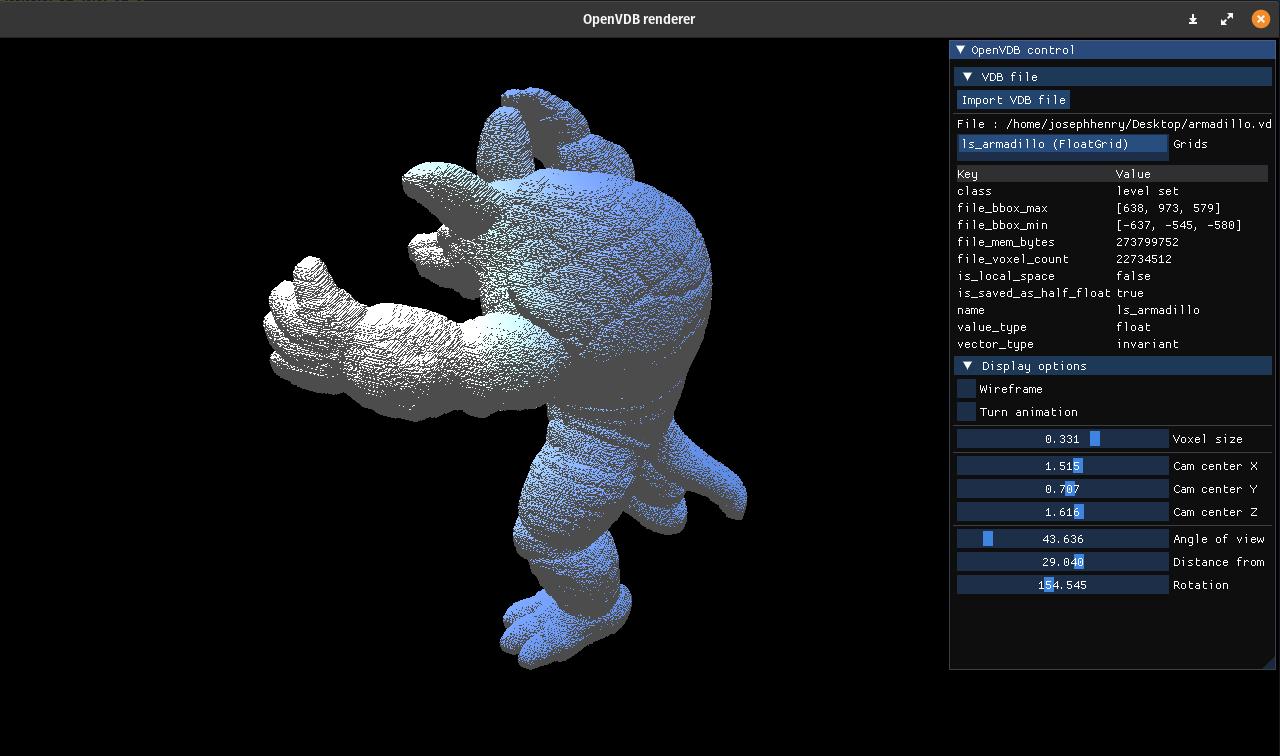 OpenVDB renderer
OpenVDB control
VDB file
Import VDB file
File : /home/josephhenry/Desktop/armadillo.vd
ls_armadillo (FloatGrid) Grids
Key Value
class level set
file_bbox_max [638, 973, 579]
file_bbox_min [-637, -545, -580]
file_mem_bytes 273799752
file_voxel_count 22734512
is_local_space false
is_saved_as_half_float true
name ls_armadillo
value_type float
vector_type invariant
Display options
Wireframe
Turn animation
0.331 Voxel size
1.515 Cam center X
0.707 Cam center Y
1.616 Cam center Z
43.636 Angle of view
29.040 Distance from
154.545 Rotation